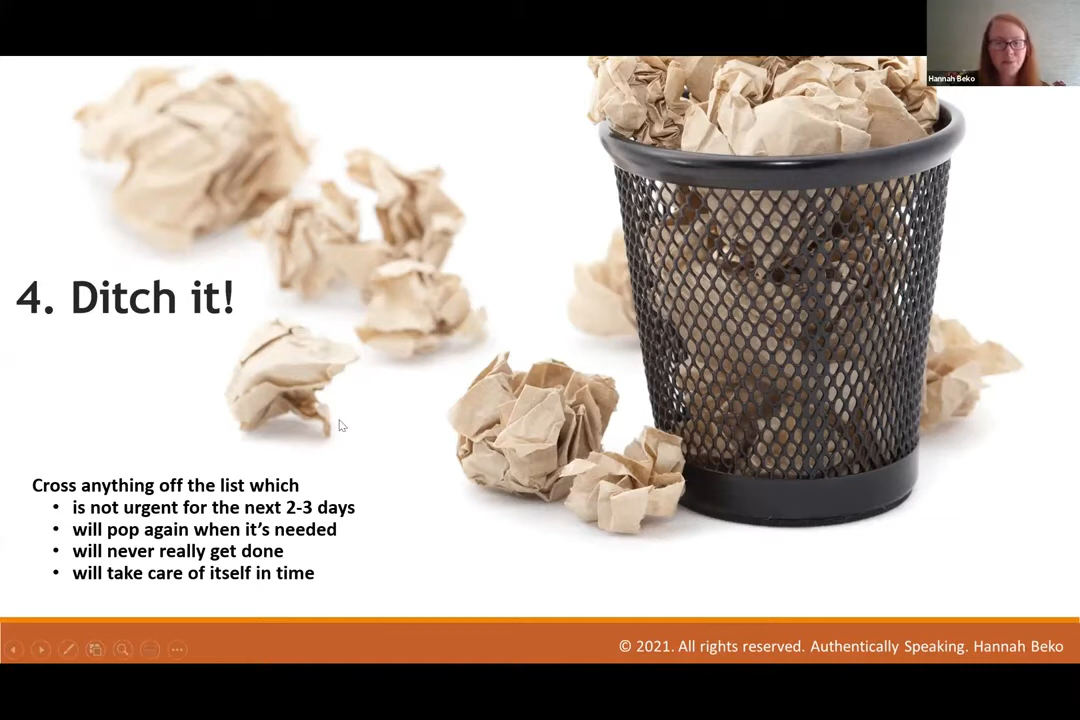 Hannah Beko
4. Ditch it!
Cross anything off the list which
• is not urgent for the next 2-3 days
• will pop again when it’s needed
• will never really get done
• will take care of itself in time
© 2021. All rights reserved. Authentically Speaking. Hannah Beko